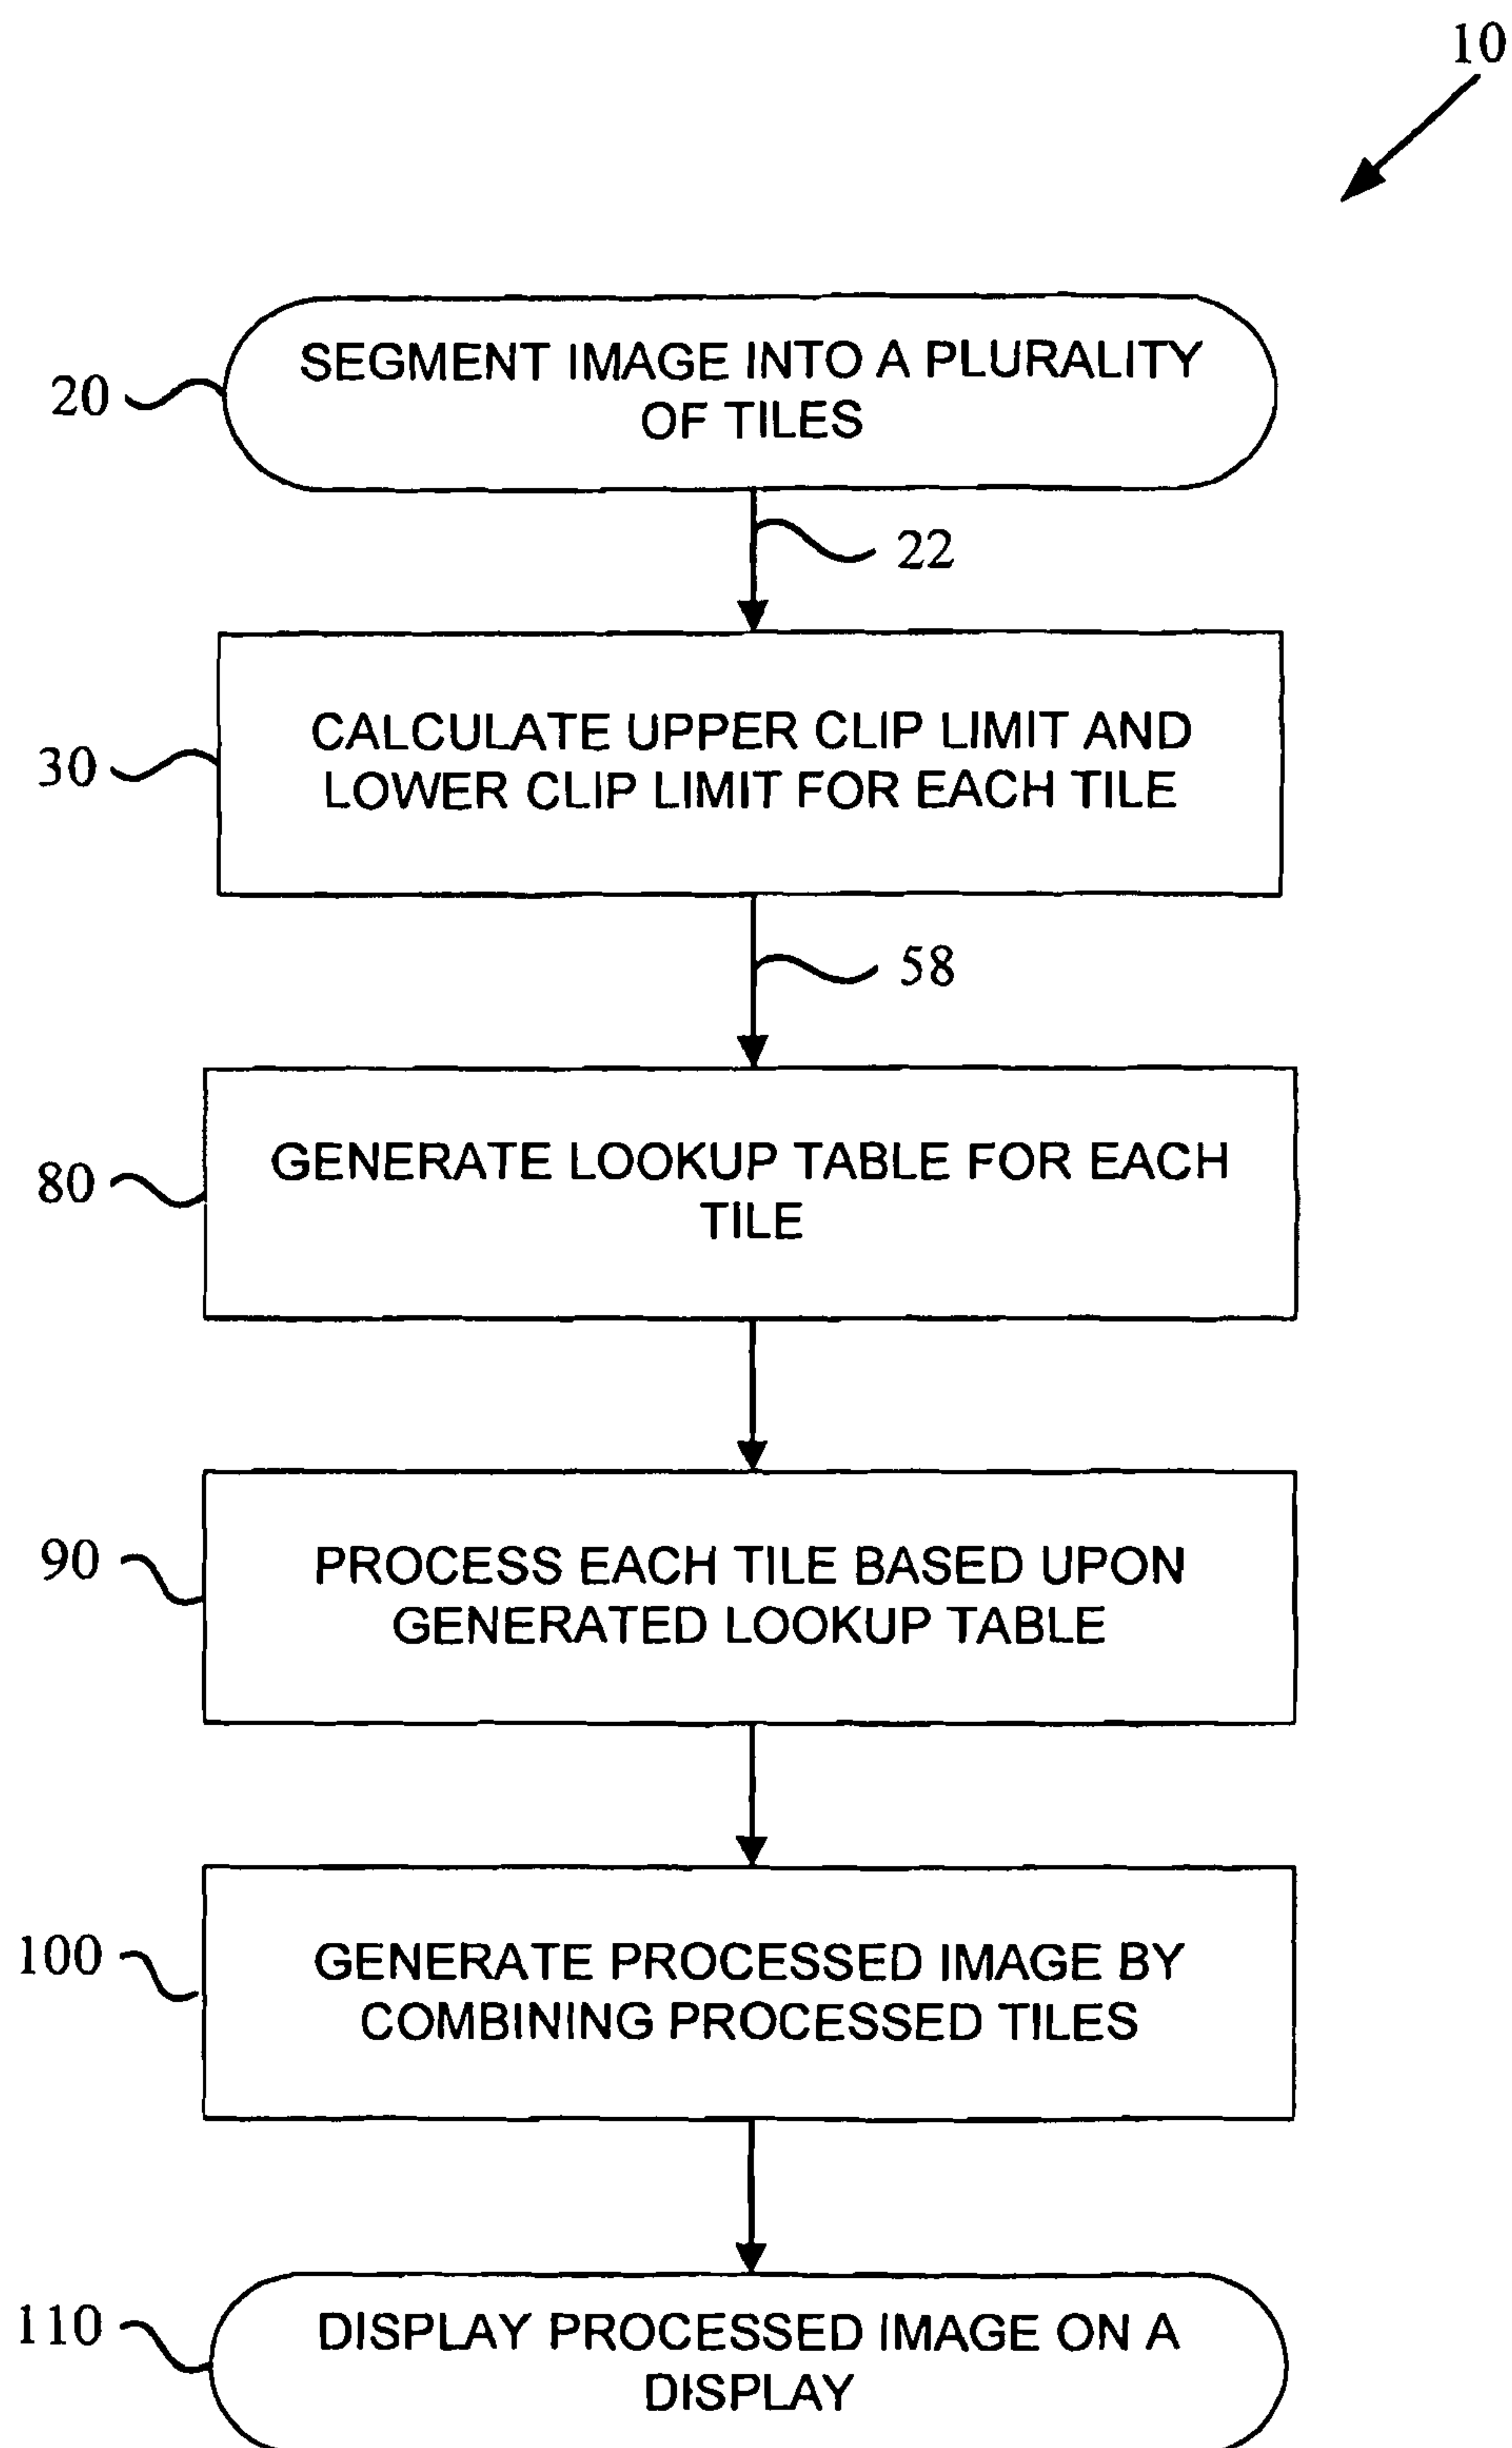 10
SEGMENT IMAGE INTO A PLURALITY
OF TILES
20
22
CALCULATE UPPER CLIP LIMIT AND
LOWER CLIP LIMIT FOR EACH TILE
30
58
GENERATE LOOKUP TABLE FOR EACH
TILE
80
PROCESS EACH TILE BASED UPON
GENERATED LOOKUP TABLE
90
GENERATE PROCESSED IMAGE BY
COMBINING PROCESSED TILES
100
DISPLAY PROCESSED IMAGE ON A
DISPLAY
110